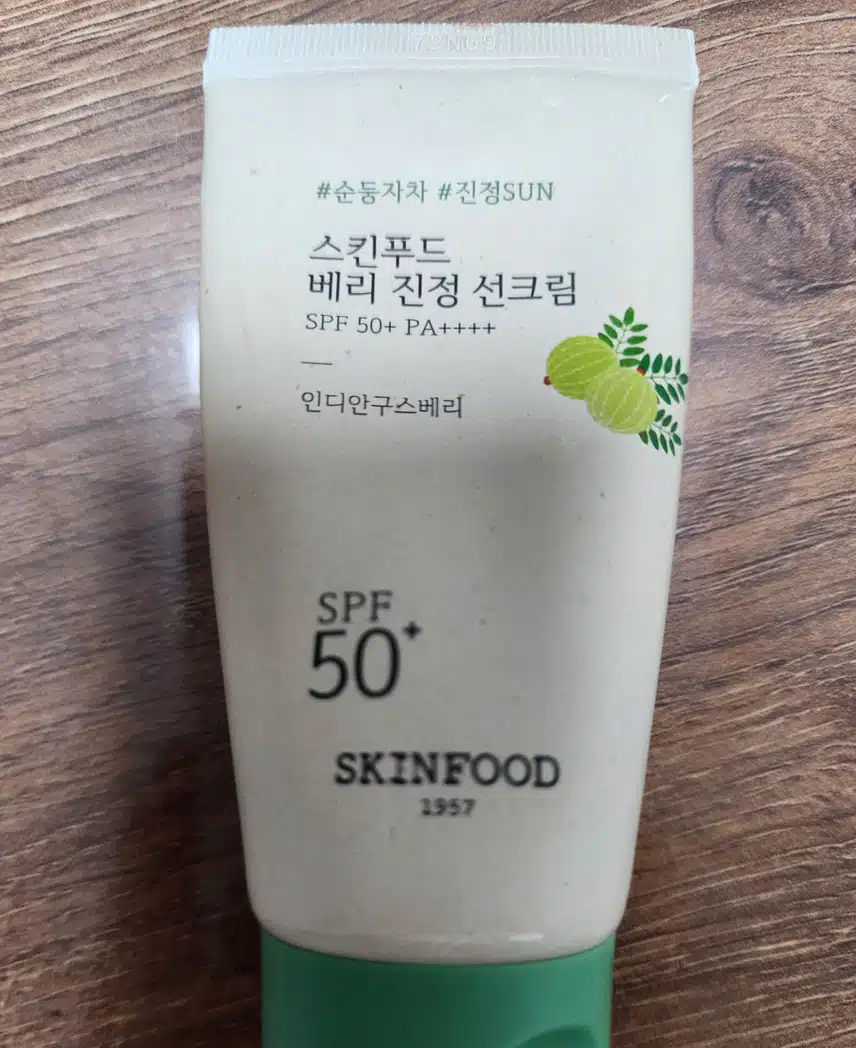 #순둥자차 #진정SUN
스킨푸드
베리 진정 선크림
SPF 50+ PA++++
인디안구스베리
SPF
50+
SKINFOOD
1957